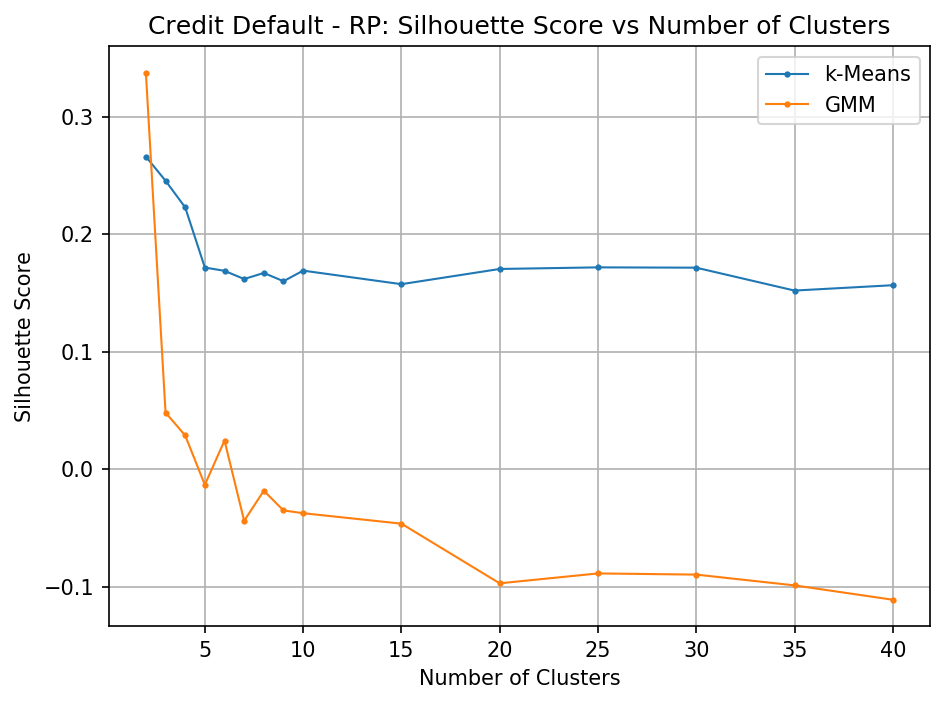 Credit Default - RP: Silhouette Score vs Number of Clusters
k-Means
GMM
Silhouette Score
0.3
0.2
0.1
0.0
−0.1
5 10 15 20 25 30 35 40
Number of Clusters